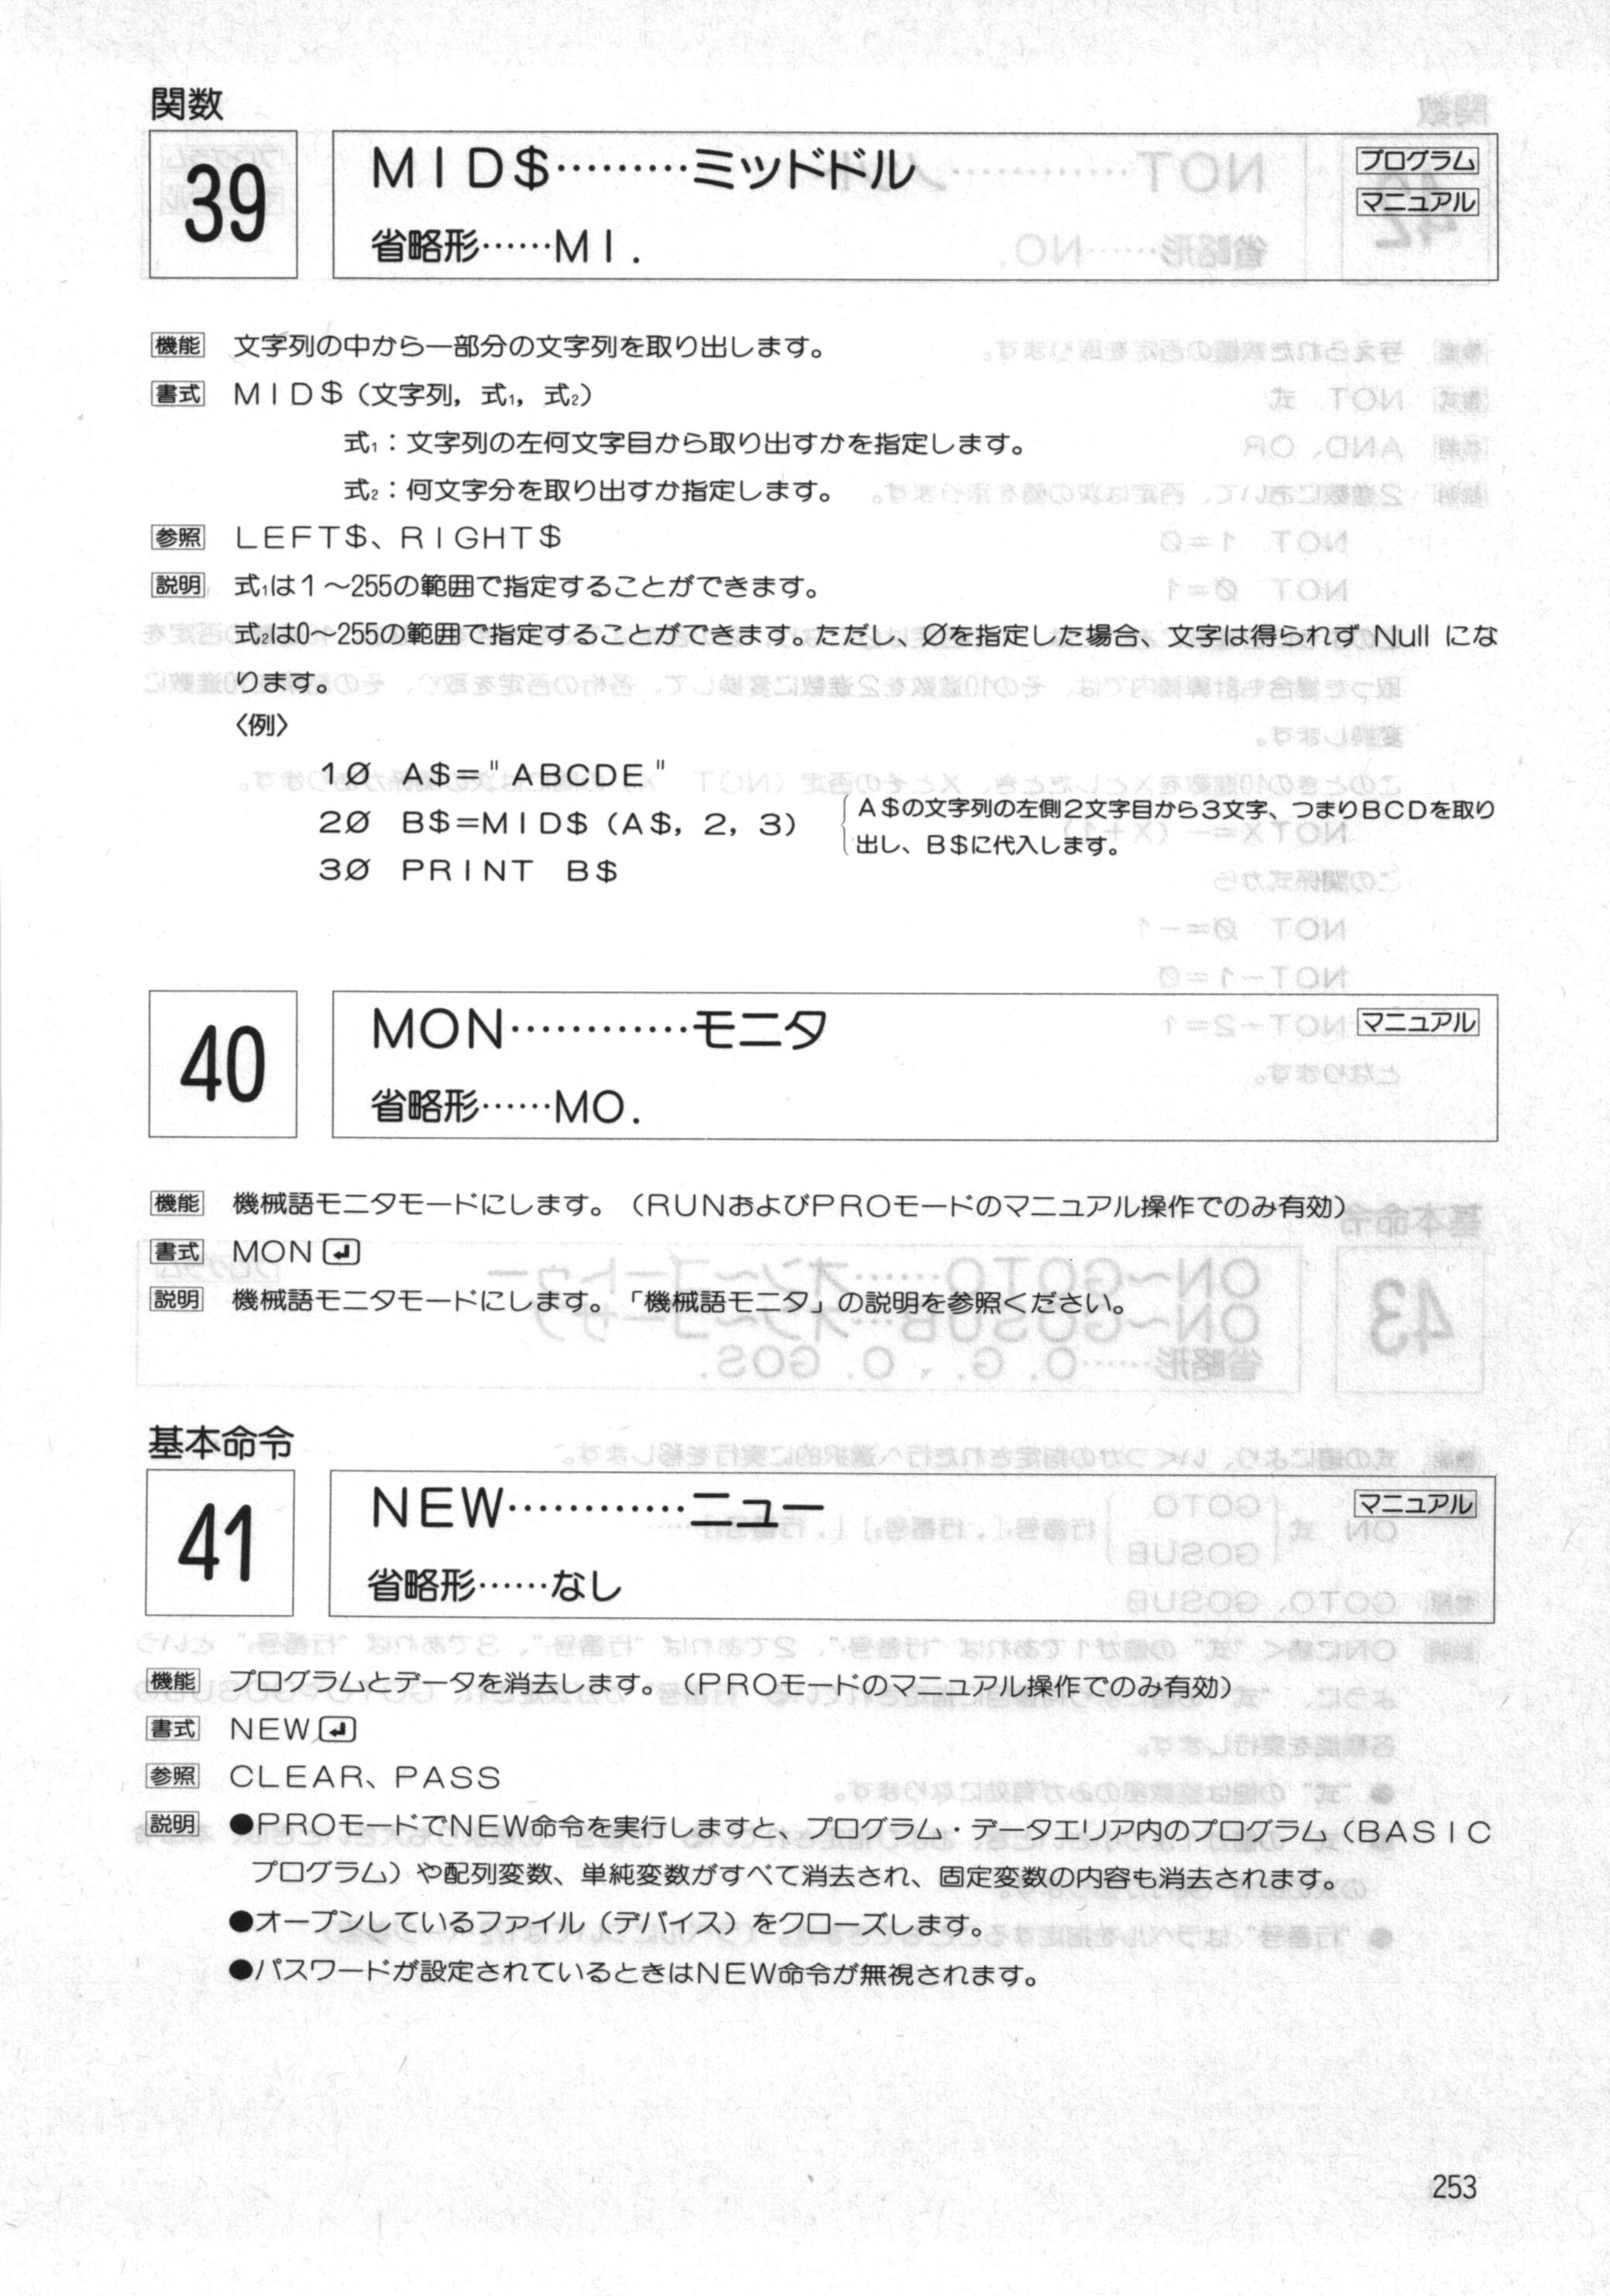 関数
39
MID$………ミッドドル
プログラム
マニュアル
省略形……MI.
機能 文字列の中から一部分の文字列を取り出します。
書式 MID$(文字列, 式₁, 式₂)
式₁：文字列の左何文字目から取り出すかを指定します。
式₂：何文字分を取り出すか指定します。
参照 LEFT$、RIGHT$
説明 式₁は1～255の範囲で指定することができます。
式₂は0～255の範囲で指定することができます。ただし、Øを指定した場合、文字は得られず Null にな
ります。
〈例〉
1Ø A$="ABCDE"
2Ø B$=MID$(A$, 2, 3)
A$の文字列の左側2文字目から3文字、つまりBCDを取り
出し、B$に代入します。
3Ø PRINT B$
40
MON…………モニタ
マニュアル
省略形……MO.
機能 機械語モニタモードにします。(RUNおよびPROモードのマニュアル操作でのみ有効)
書式 MON↵
説明 機械語モニタモードにします。「機械語モニタ」の説明を参照ください。
基本命令
41
NEW…………ニュー
マニュアル
省略形……なし
機能 プログラムとデータを消去します。(PROモードのマニュアル操作でのみ有効)
書式 NEW↵
参照 CLEAR、PASS
説明 ●PROモードでNEW命令を実行しますと、プログラム・データエリア内のプログラム(BASIC
プログラム)や配列変数、単純変数がすべて消去され、固定変数の内容も消去されます。
●オープンしているファイル(デバイス)をクローズします。
●パスワードが設定されているときはNEW命令が無視されます。
253